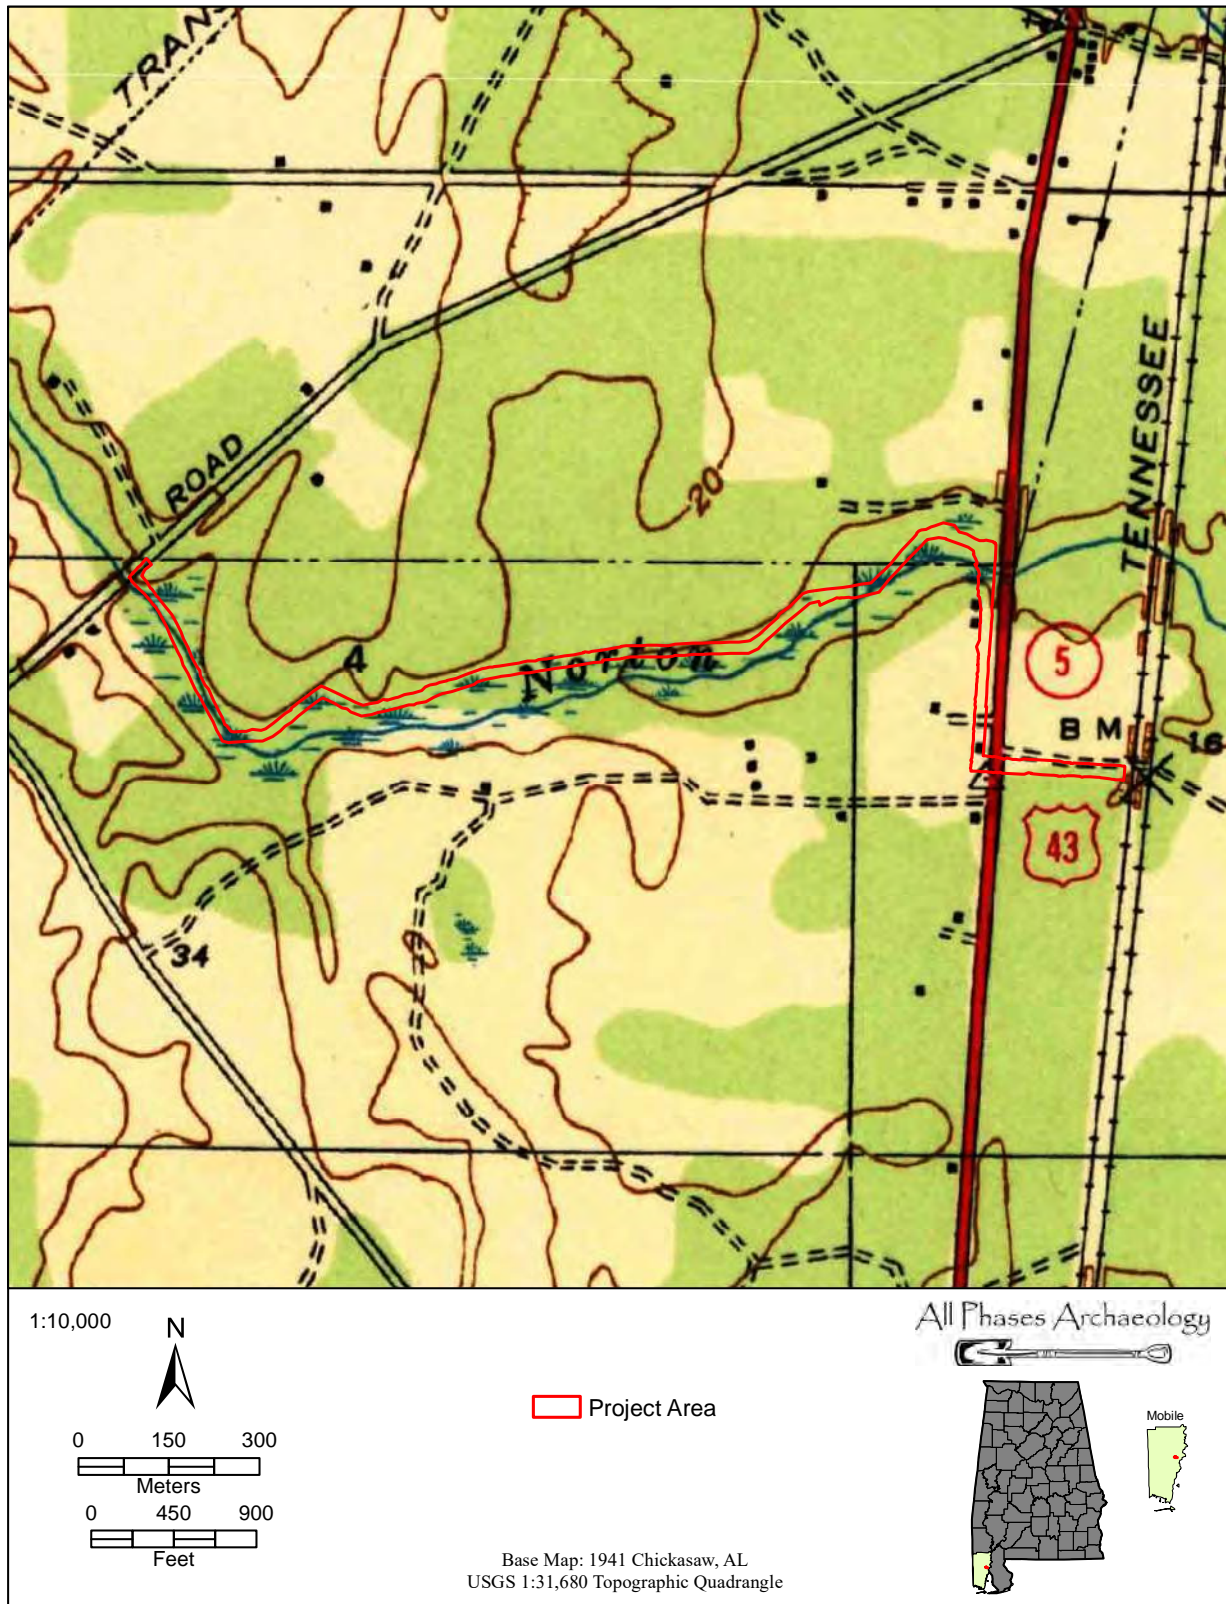 TRANS
ROAD
20
TENNESSEE
4
Norton
5
B M
16
43
34
1:10,000
N
0 150 300
Meters
0 450 900
Feet
Project Area
All Phases Archaeology
Mobile
Base Map: 1941 Chickasaw, AL
USGS 1:31,680 Topographic Quadrangle